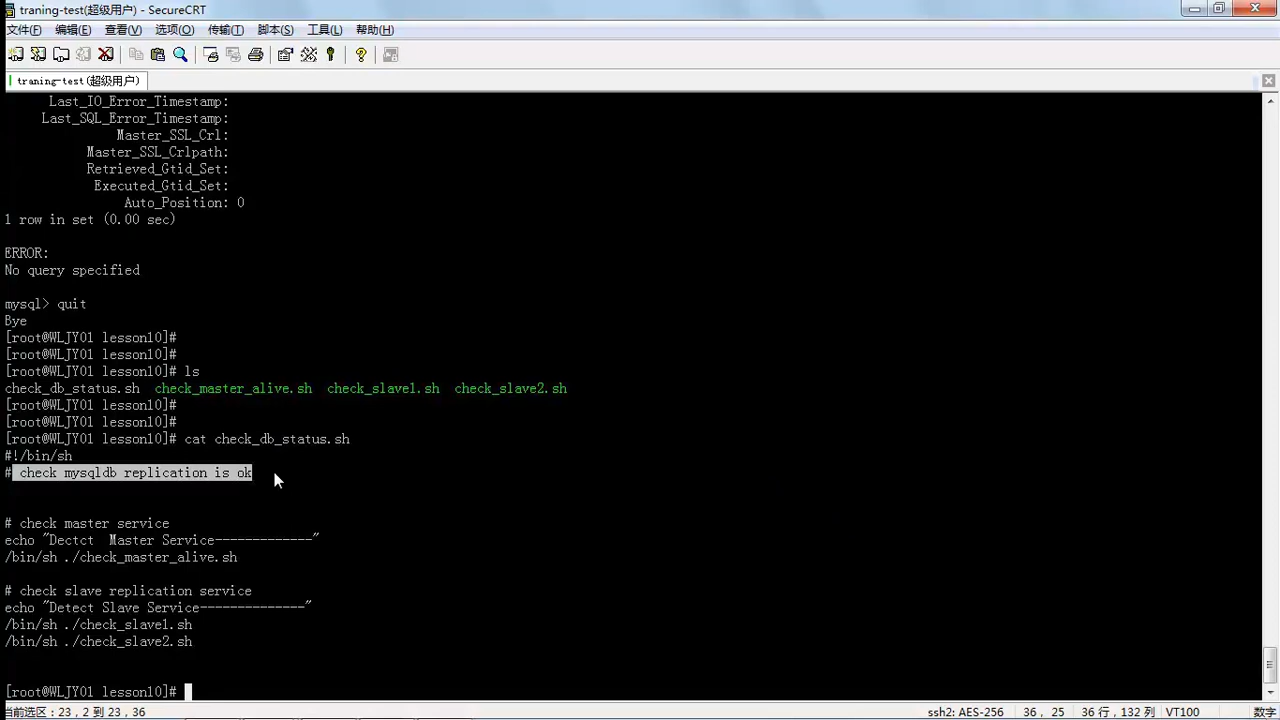 traning-test(超级用户) - SecureCRT
文件(F) 编辑(E) 查看(V) 选项(O) 传输(T) 脚本(S) 工具(L) 帮助(H)
traning-test(超级用户)
Last_IO_Error_Timestamp:
Last_SQL_Error_Timestamp:
Master_SSL_Crl:
Master_SSL_Crlpath:
Retrieved_Gtid_Set:
Executed_Gtid_Set:
Auto_Position: 0
1 row in set (0.00 sec)
ERROR:
No query specified
mysql> quit
Bye
[root@WLJY01 lesson10]#
[root@WLJY01 lesson10]#
[root@WLJY01 lesson10]# ls
check_db_status.sh check_master_alive.sh check_slave1.sh check_slave2.sh
[root@WLJY01 lesson10]#
[root@WLJY01 lesson10]#
[root@WLJY01 lesson10]# cat check_db_status.sh
#!/bin/sh
# check mysqldb replication is ok
# check master service
echo "Dectct  Master Service-------------"
/bin/sh ./check_master_alive.sh
# check slave replication service
echo "Detect Slave Service--------------"
/bin/sh ./check_slave1.sh
/bin/sh ./check_slave2.sh
[root@WLJY01 lesson10]#
当前选区：23，2 到 23，36 ssh2: AES-256 36， 25 36 行，132 列 VT100 数字